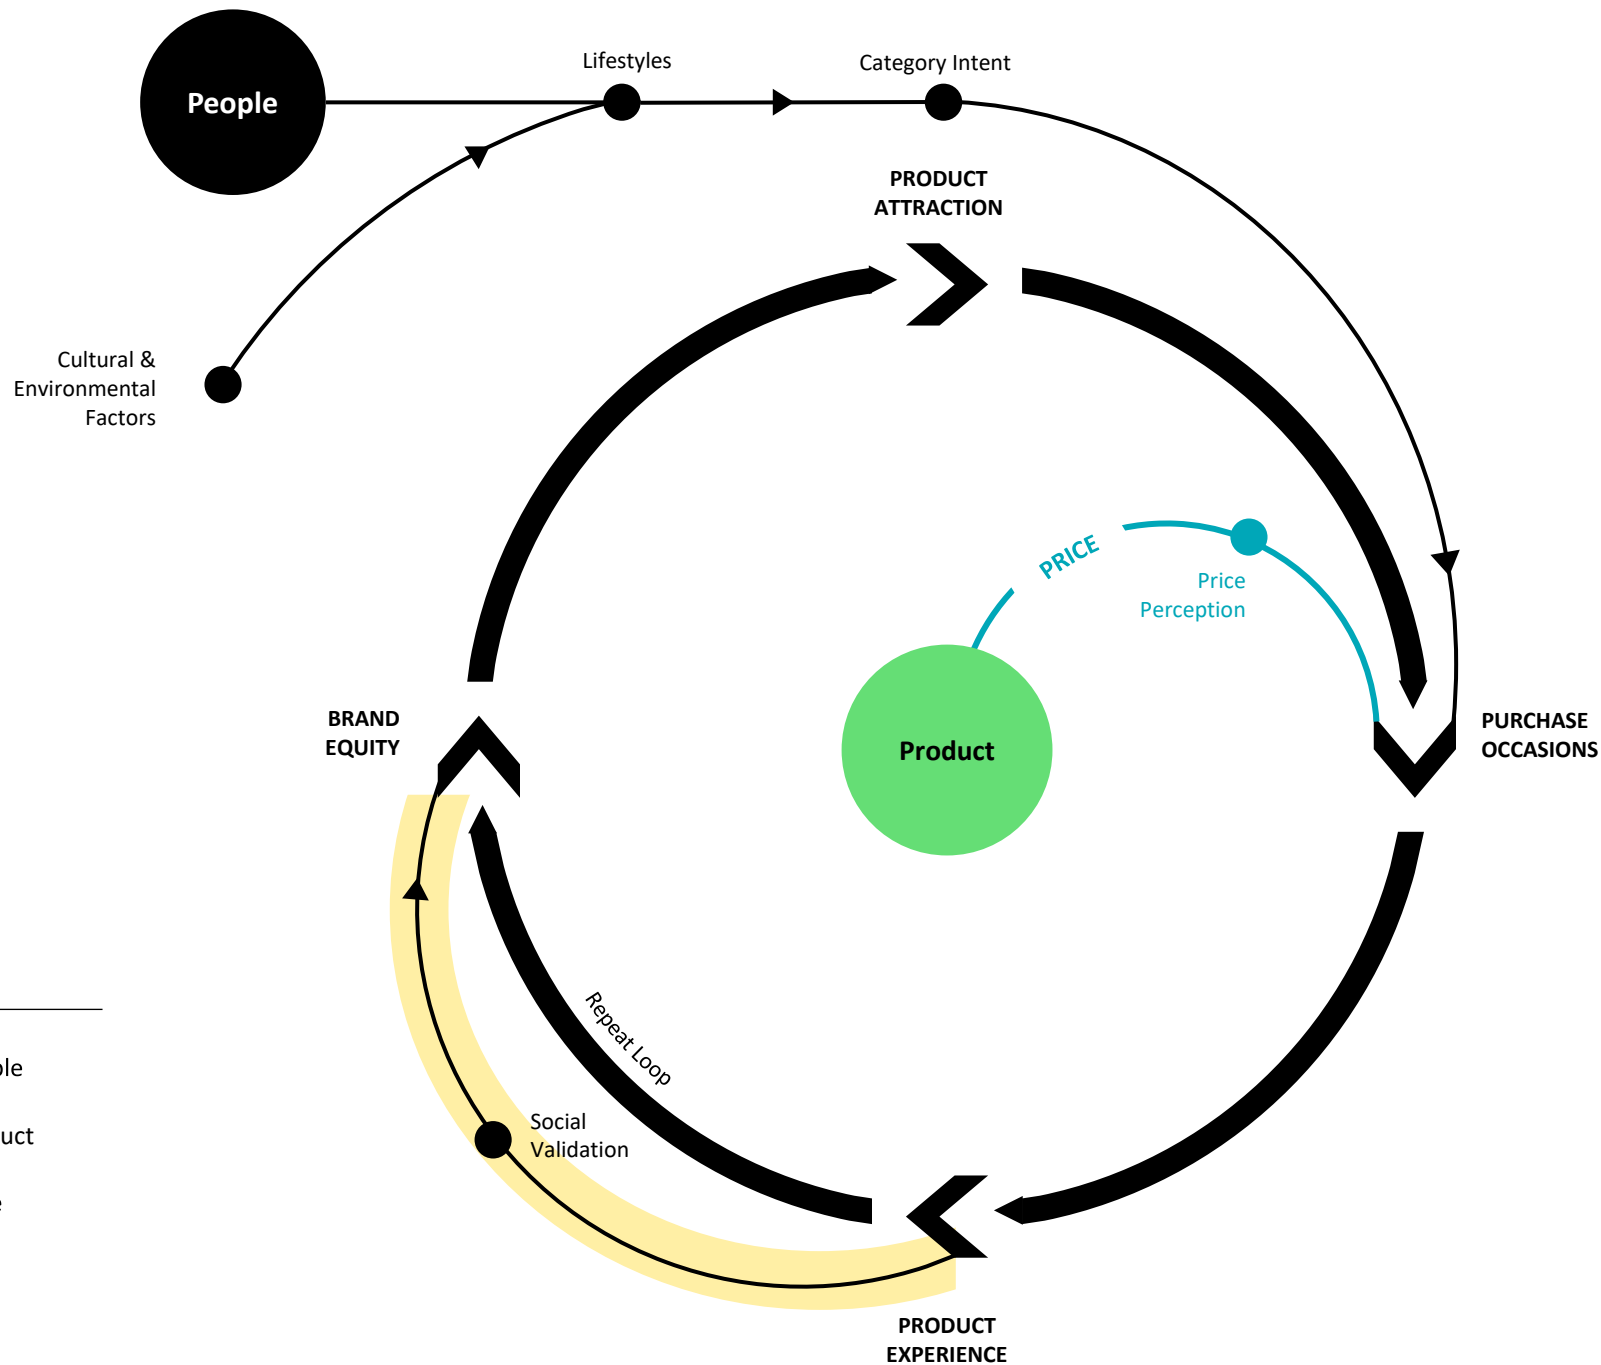 Lifestyles
Category Intent
People
PRODUCT
ATTRACTION
Cultural &
Environmental
Factors
PRICE
Price
Perception
BRAND
EQUITY
Product
PURCHASE
OCCASIONS
Repeat Loop
Social
Validation
PRODUCT
EXPERIENCE